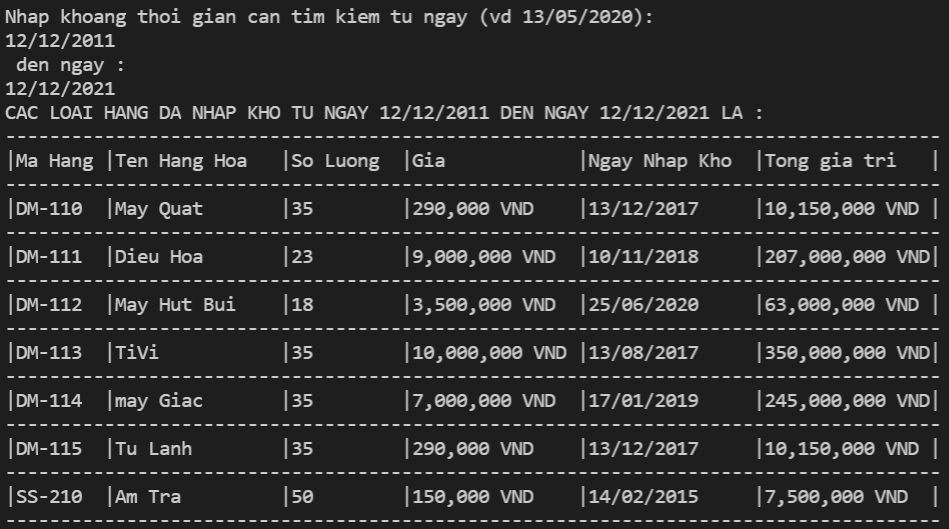 Nhap khoang thoi gian can tim kiem tu ngay (vd 13/05/2020):
12/12/2011
den ngay :
12/12/2021
CAC LOAI HANG DA NHAP KHO TU NGAY 12/12/2011 DEN NGAY 12/12/2021 LA :
------------------------------------------------------------------------------------
|Ma Hang |Ten Hang Hoa   |So Luong  |Gia            |Ngay Nhap Kho  |Tong gia tri   |
------------------------------------------------------------------------------------
|DM-110  |May Quat       |35        |290,000 VND    |13/12/2017     |10,150,000 VND |
------------------------------------------------------------------------------------
|DM-111  |Dieu Hoa       |23        |9,000,000 VND  |10/11/2018     |207,000,000 VND|
------------------------------------------------------------------------------------
|DM-112  |May Hut Bui    |18        |3,500,000 VND  |25/06/2020     |63,000,000 VND |
------------------------------------------------------------------------------------
|DM-113  |TiVi           |35        |10,000,000 VND |13/08/2017     |350,000,000 VND|
------------------------------------------------------------------------------------
|DM-114  |may Giac       |35        |7,000,000 VND  |17/01/2019     |245,000,000 VND|
------------------------------------------------------------------------------------
|DM-115  |Tu Lanh        |35        |290,000 VND    |13/12/2017     |10,150,000 VND |
------------------------------------------------------------------------------------
|SS-210  |Am Tra         |50        |150,000 VND    |14/02/2015     |7,500,000 VND  |
------------------------------------------------------------------------------------